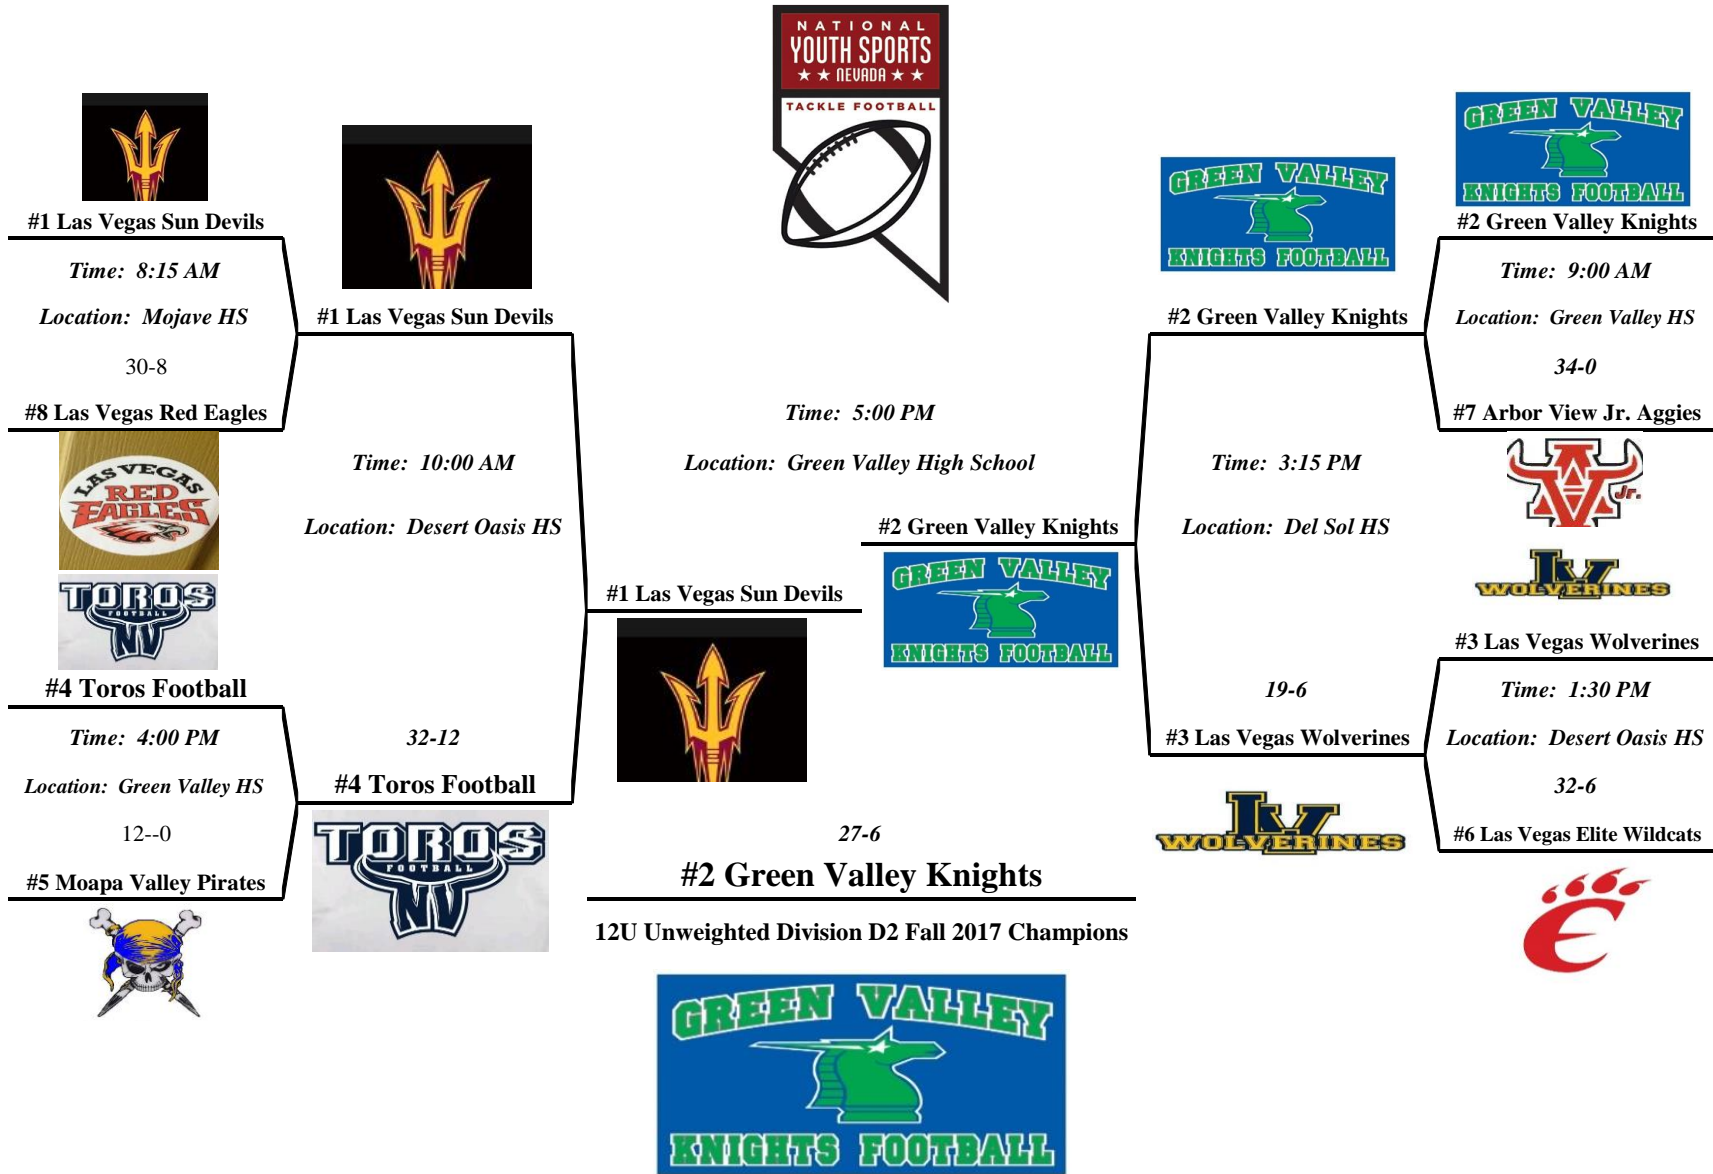 NATIONAL
YOUTH SPORTS
NEVADA
TACKLE FOOTBALL
#1 Las Vegas Sun Devils
Time: 8:15 AM
Location: Mojave HS
30-8
#8 Las Vegas Red Eagles
LAS VEGAS
RED
EAGLES
TOROS
FOOTBALL
NV
#4 Toros Football
Time: 4:00 PM
Location: Green Valley HS
12--0
#5 Moapa Valley Pirates
#1 Las Vegas Sun Devils
Time: 10:00 AM
Location: Desert Oasis HS
32-12
#4 Toros Football
TOROS
FOOTBALL
NV
#1 Las Vegas Sun Devils
Time: 5:00 PM
Location: Green Valley High School
#2 Green Valley Knights
GREEN VALLEY
KNIGHTS FOOTBALL
27-6
#2 Green Valley Knights
12U Unweighted Division D2 Fall 2017 Champions
GREEN VALLEY
KNIGHTS FOOTBALL
GREEN VALLEY
KNIGHTS FOOTBALL
#2 Green Valley Knights
Time: 3:15 PM
Location: Del Sol HS
19-6
#3 Las Vegas Wolverines
LV
WOLVERINES
GREEN VALLEY
KNIGHTS FOOTBALL
#2 Green Valley Knights
Time: 9:00 AM
Location: Green Valley HS
34-0
#7 Arbor View Jr. Aggies
AV
Jr.
LV
WOLVERINES
#3 Las Vegas Wolverines
Time: 1:30 PM
Location: Desert Oasis HS
32-6
#6 Las Vegas Elite Wildcats
E